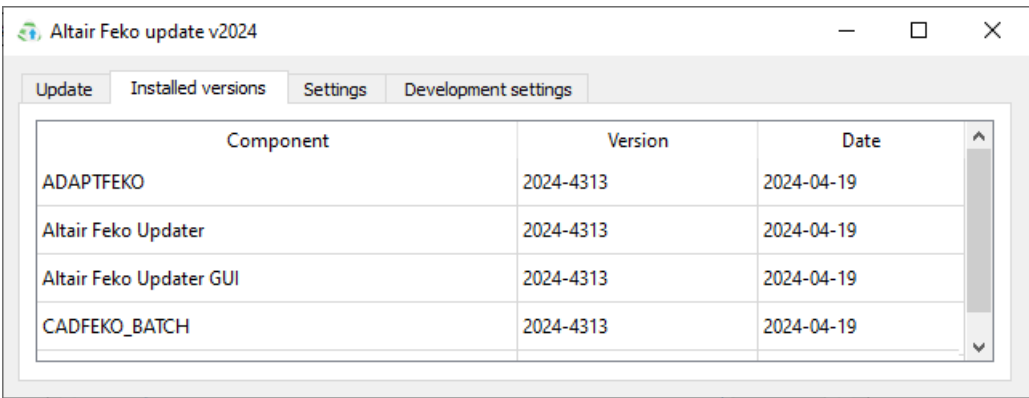 Altair Feko update v2024
Update Installed versions Settings Development settings
Component Version Date
ADAPTFEKO 2024-4313 2024-04-19
Altair Feko Updater 2024-4313 2024-04-19
Altair Feko Updater GUI 2024-4313 2024-04-19
CADFEKO_BATCH 2024-4313 2024-04-19